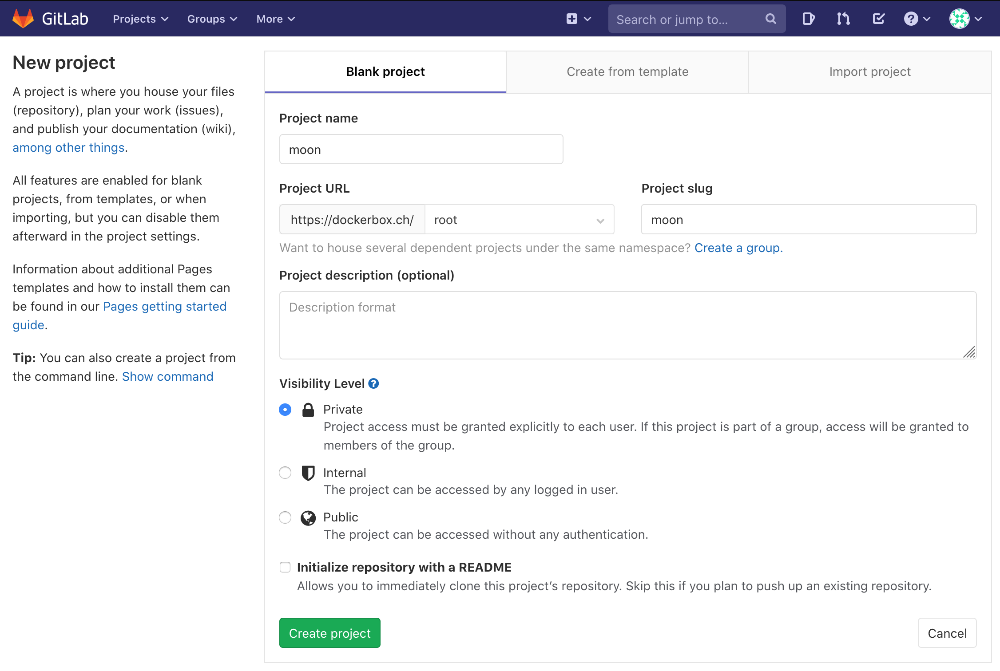 GitLab Projects Groups More Search or jump to...
New project
A project is where you house your files
(repository), plan your work (issues),
and publish your documentation (wiki),
among other things.
All features are enabled for blank
projects, from templates, or when
importing, but you can disable them
afterward in the project settings.
Information about additional Pages
templates and how to install them can
be found in our Pages getting started
guide.
Tip: You can also create a project from
the command line. Show command
Blank project Create from template Import project
Project name
moon
Project URL Project slug
https://dockerbox.ch/ root moon
Want to house several dependent projects under the same namespace? Create a group.
Project description (optional)
Description format
Visibility Level
Private
Project access must be granted explicitly to each user. If this project is part of a group, access will be granted to
members of the group.
Internal
The project can be accessed by any logged in user.
Public
The project can be accessed without any authentication.
Initialize repository with a README
Allows you to immediately clone this project’s repository. Skip this if you plan to push up an existing repository.
Create project Cancel